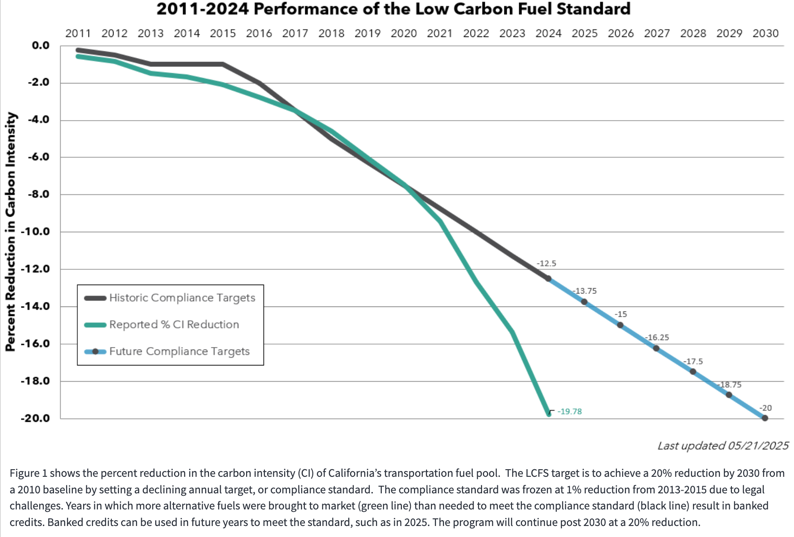 2011-2024 Performance of the Low Carbon Fuel Standard
2011 2012 2013 2014 2015 2016 2017 2018 2019 2020 2021 2022 2023 2024 2025 2026 2027 2028 2029 2030
Percent Reduction in Carbon Intensity
0.0
-2.0
-4.0
-6.0
-8.0
-10.0
-12.0
-14.0
-16.0
-18.0
-20.0
-12.5
-13.75
-15
-16.25
-17.5
-18.75
-20
-19.78
Historic Compliance Targets
Reported % CI Reduction
Future Compliance Targets
Last updated 05/21/2025
Figure 1 shows the percent reduction in the carbon intensity (CI) of California's transportation fuel pool. The LCFS target is to achieve a 20% reduction by 2030 from
a 2010 baseline by setting a declining annual target, or compliance standard. The compliance standard was frozen at 1% reduction from 2013-2015 due to legal
challenges. Years in which more alternative fuels were brought to market (green line) than needed to meet the compliance standard (black line) result in banked
credits. Banked credits can be used in future years to meet the standard, such as in 2025. The program will continue post 2030 at a 20% reduction.